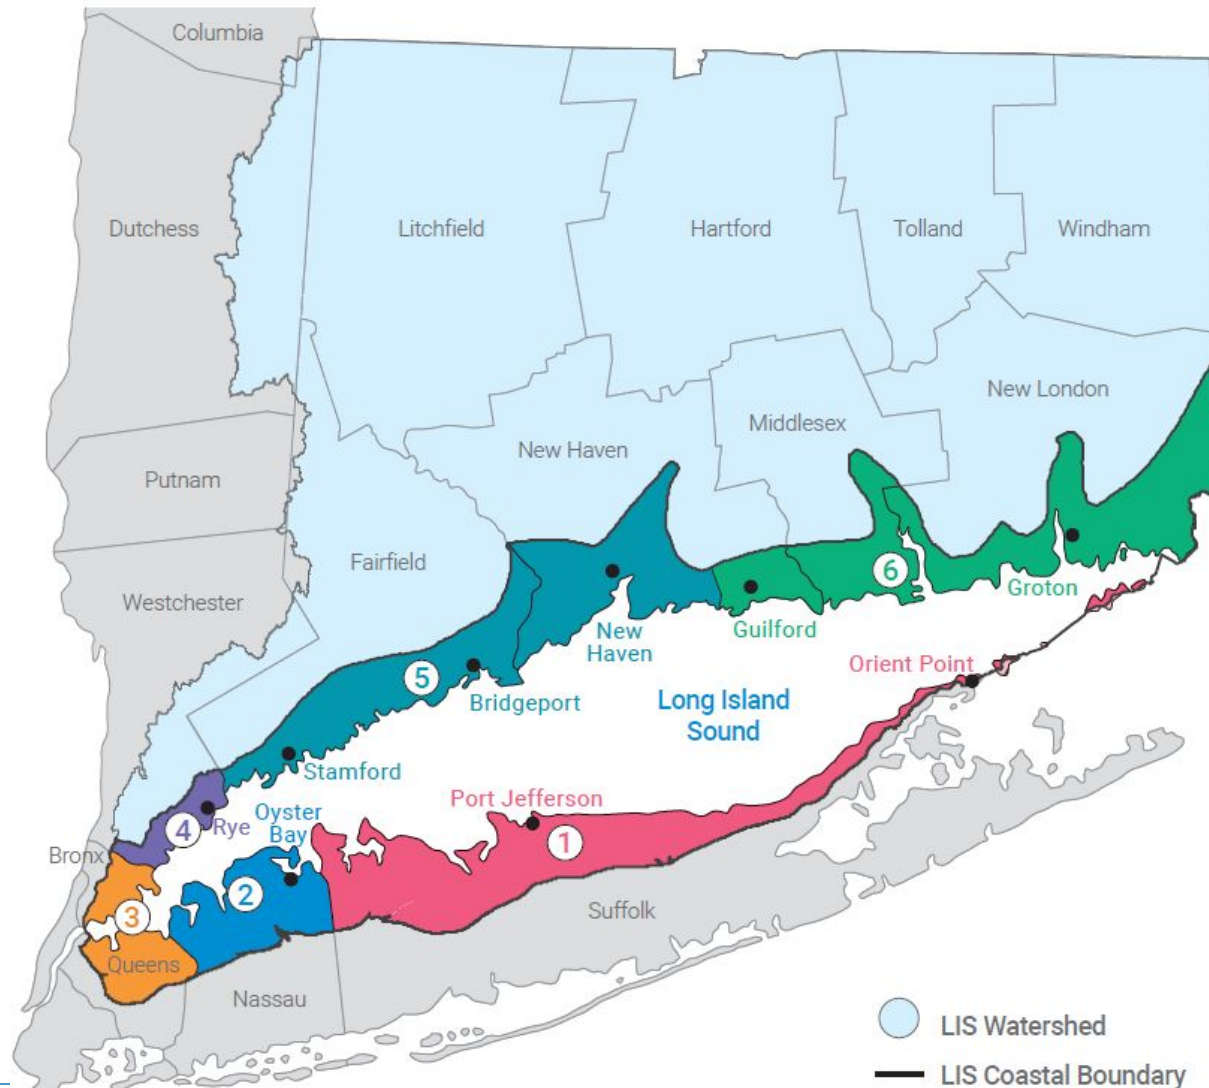 Columbia
Dutchess
Litchfield
Hartford
Tolland
Windham
New London
Middlesex
New Haven
Putnam
Fairfield
Westchester
6
Groton
New
Haven
Guilford
Orient Point
5
Bridgeport
Long Island
Sound
Stamford
Port Jefferson
Oyster
Bay
4
Rye
1
Bronx
2
3
Suffolk
Queens
Nassau
LIS Watershed
LIS Coastal Boundary